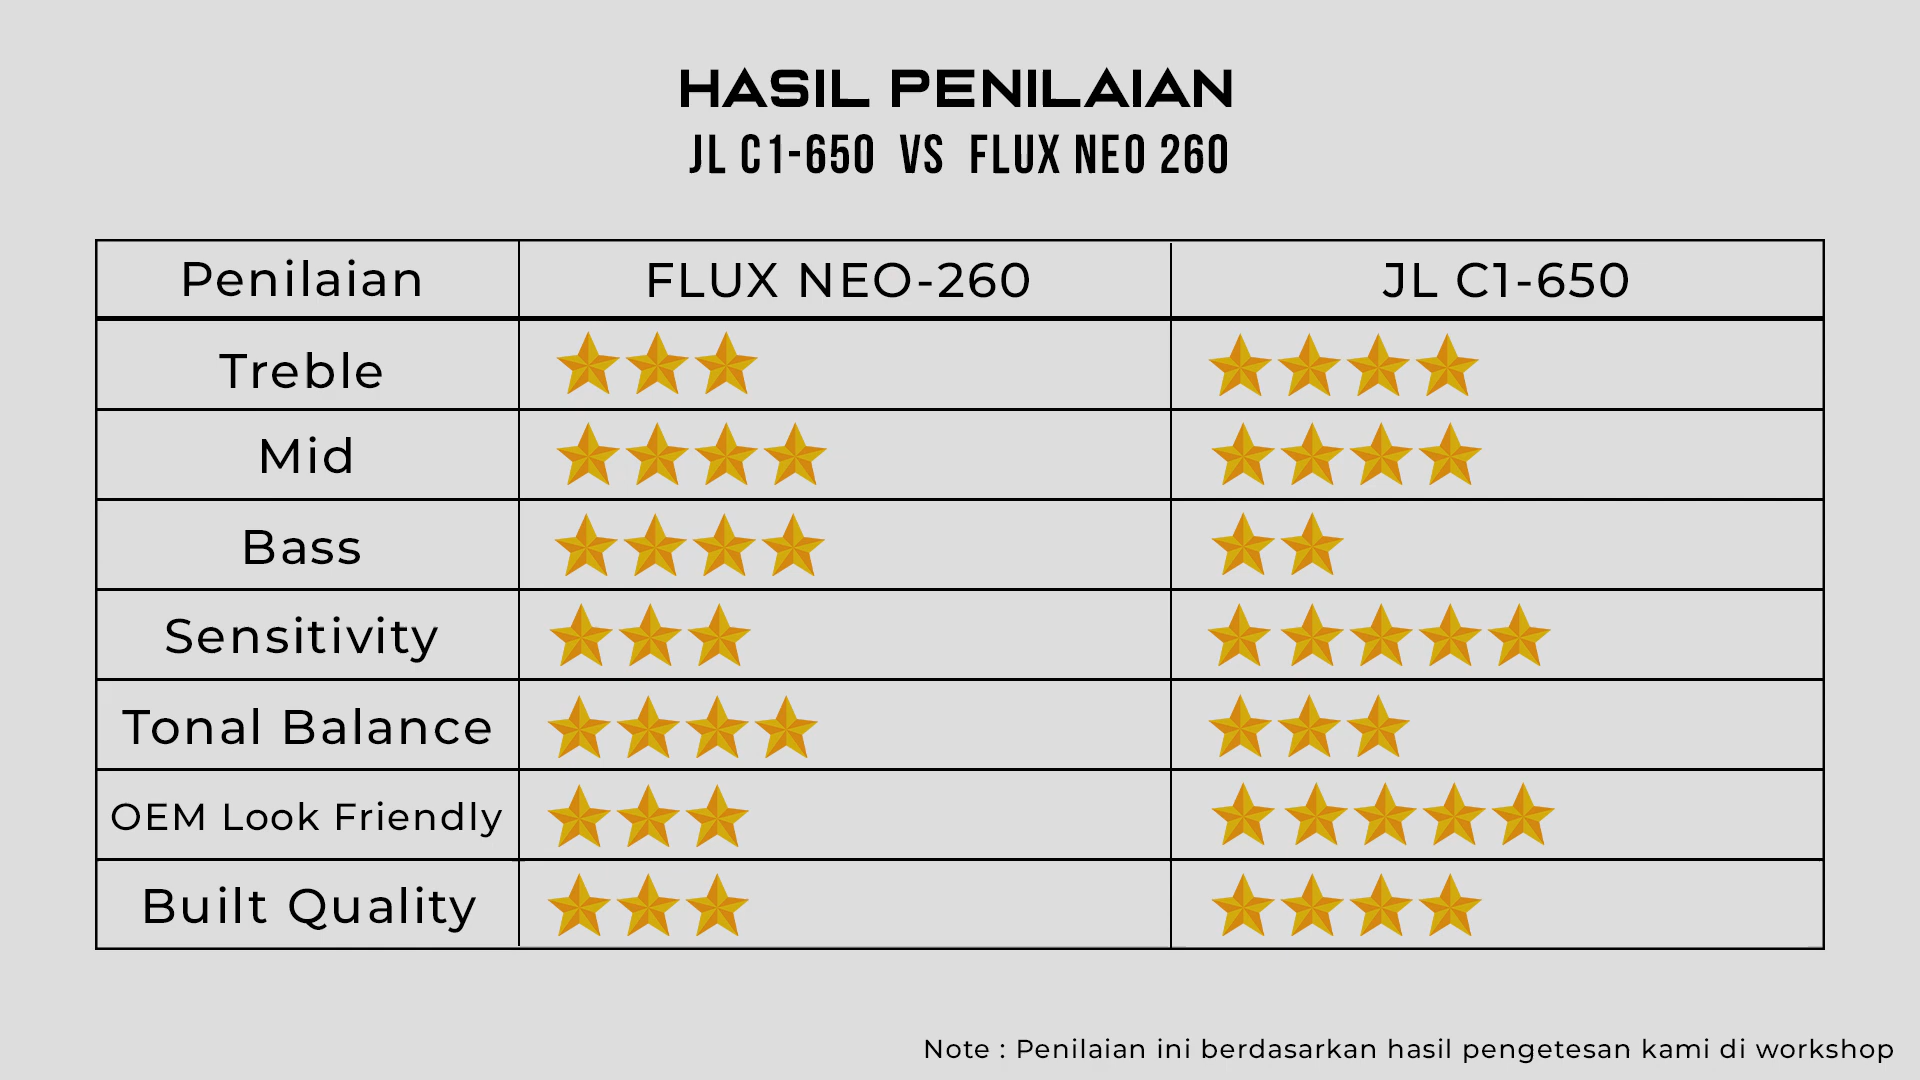 HASIL PENILAIAN
JL C1-650 VS FLUX NEO 260
Penilaian FLUX NEO-260 JL C1-650
Treble
Mid
Bass
Sensitivity
Tonal Balance
OEM Look Friendly
Built Quality
Note : Penilaian ini berdasarkan hasil pengetesan kami di workshop